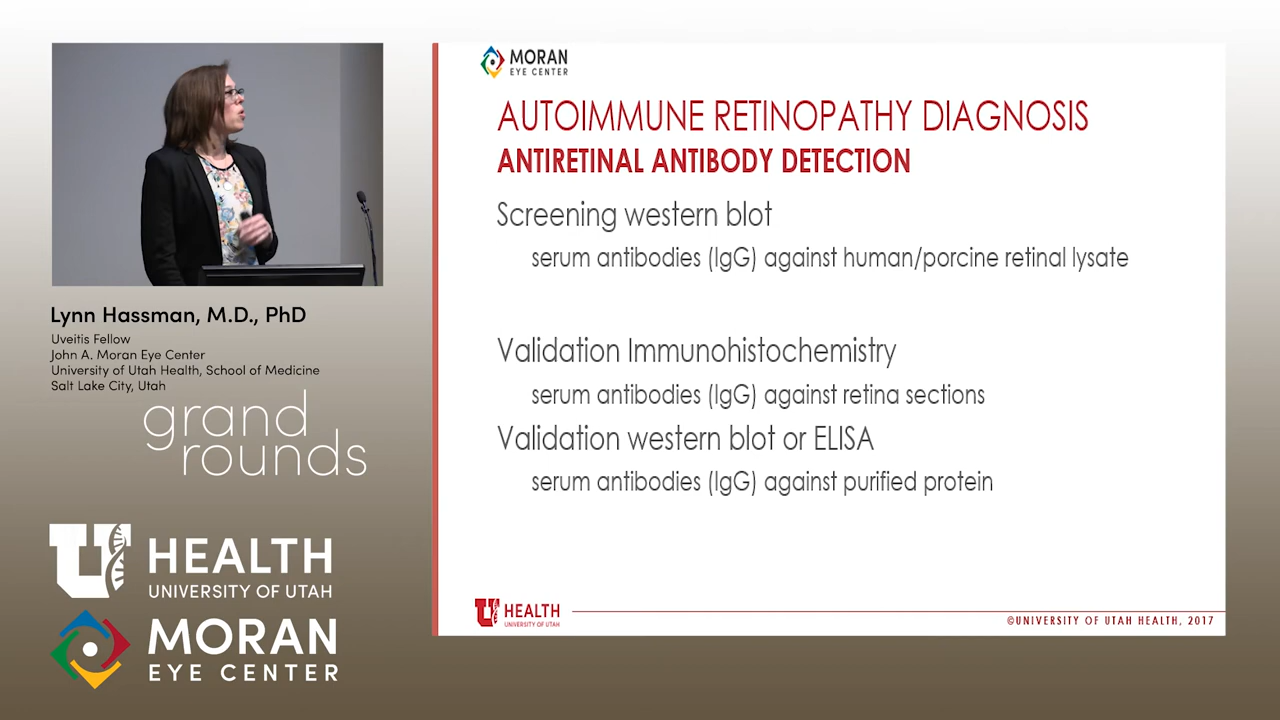 Lynn Hassman, M.D., PhD
Uveitis Fellow
John A. Moran Eye Center
University of Utah Health, School of Medicine
Salt Lake City, Utah
grand
rounds
U HEALTH
UNIVERSITY OF UTAH
MORAN
EYE CENTER
MORAN
EYE CENTER
AUTOIMMUNE RETINOPATHY DIAGNOSIS
ANTIRETINAL ANTIBODY DETECTION
Screening western blot
serum antibodies (IgG) against human/porcine retinal lysate
Validation Immunohistochemistry
serum antibodies (IgG) against retina sections
Validation western blot or ELISA
serum antibodies (IgG) against purified protein
U HEALTH
UNIVERSITY OF UTAH
©UNIVERSITY OF UTAH HEALTH, 2017